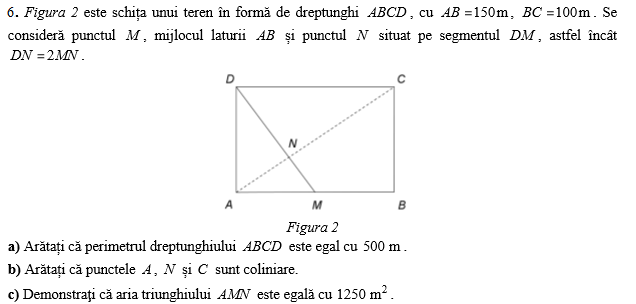 6. Figura 2 este schița unui teren în formă de dreptunghi ABCD, cu AB = 150m, BC = 100m. Se
consideră punctul M, mijlocul laturii AB și punctul N situat pe segmentul DM, astfel încât
DN = 2MN.
D C
N
A M B
Figura 2
a) Arătați că perimetrul dreptunghiului ABCD este egal cu 500 m.
b) Arătați că punctele A, N și C sunt coliniare.
c) Demonstrați că aria triunghiului AMN este egală cu 1250 m².